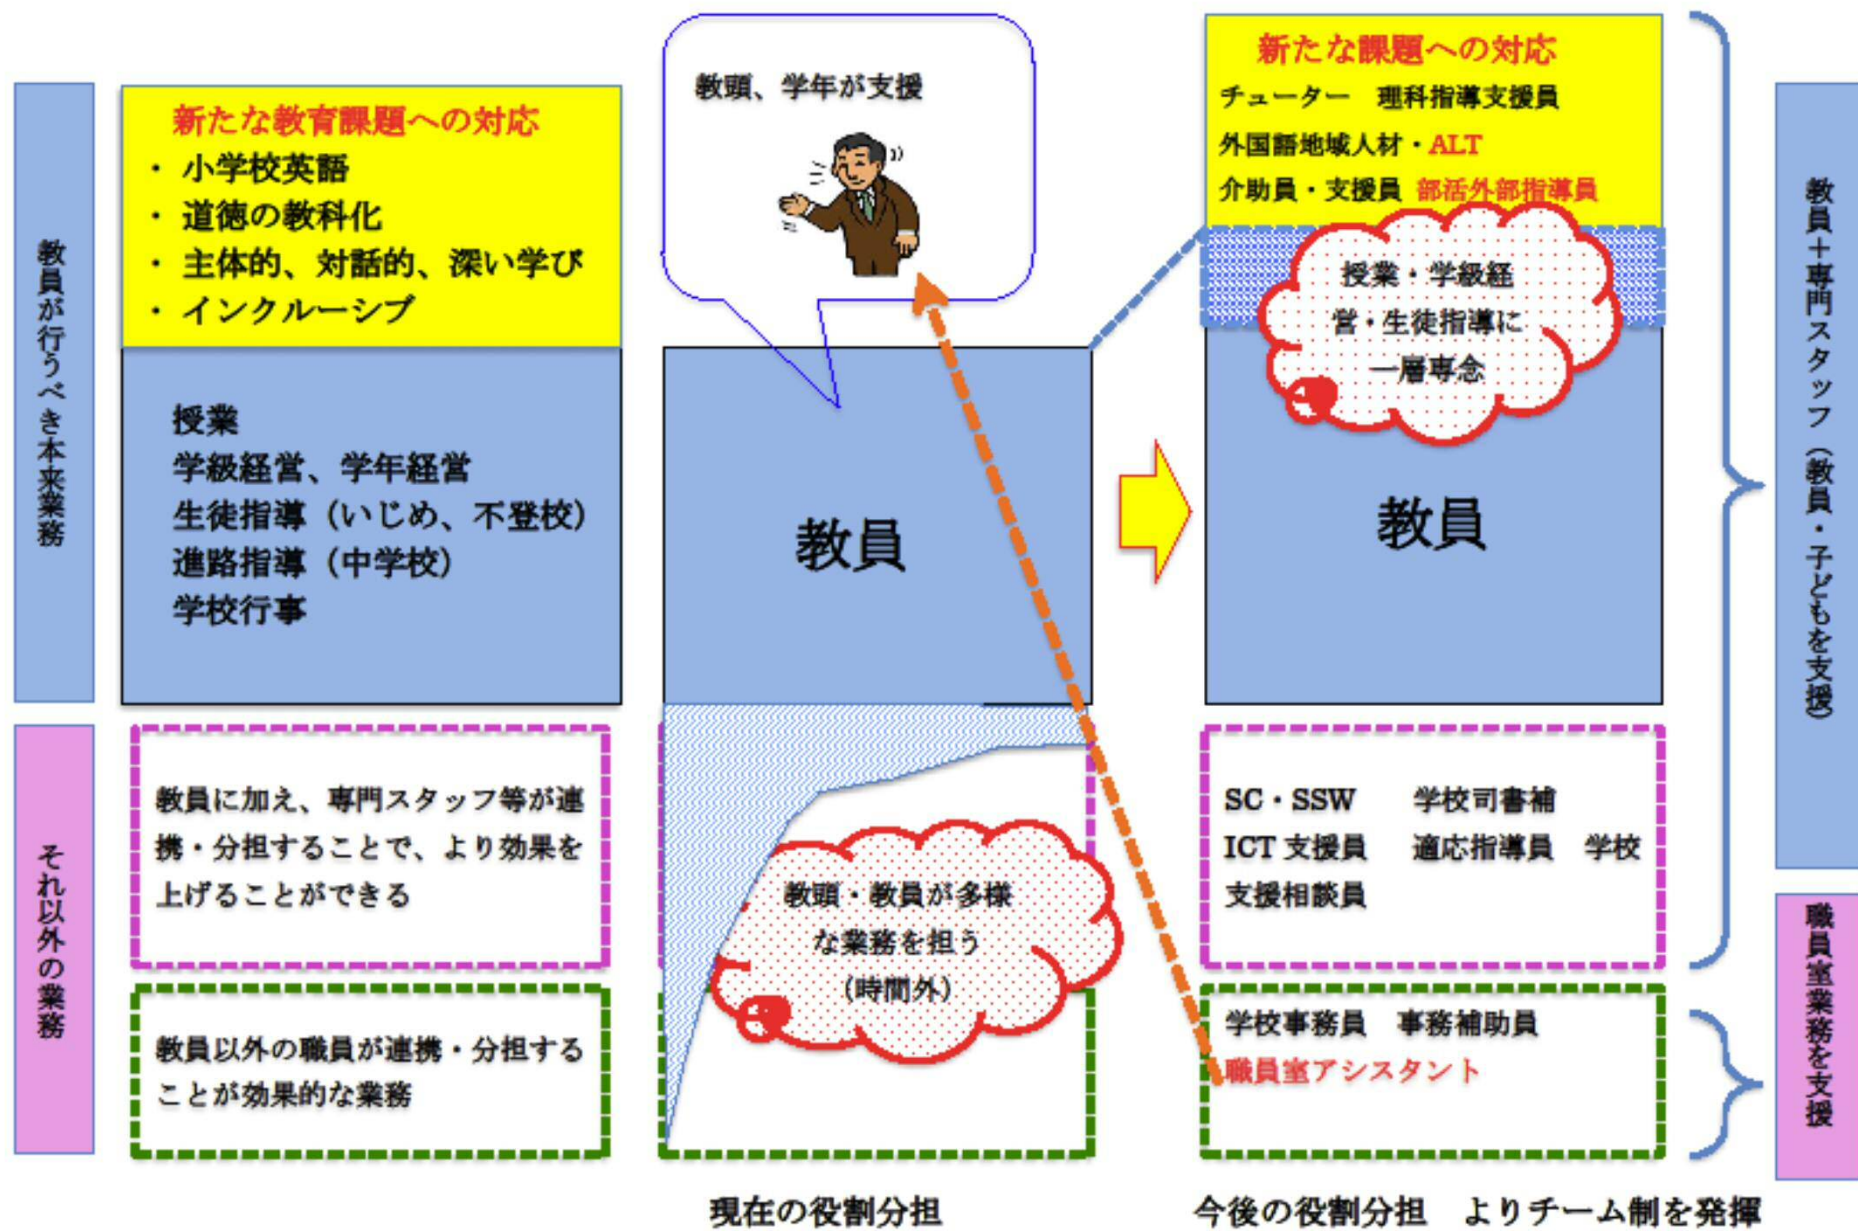 教員が行うべき本来業務
それ以外の業務
新たな教育課題への対応
・ 小学校英語
・ 道徳の教科化
・ 主体的、対話的、深い学び
・ インクルーシブ
授業
学級経営、学年経営
生徒指導（いじめ、不登校）
進路指導（中学校）
学校行事
教員に加え、専門スタッフ等が連
携・分担することで、より効果を
上げることができる
教員以外の職員が連携・分担する
ことが効果的な業務
教頭、学年が支援
教員
教頭・教員が多様
な業務を担う
（時間外）
現在の役割分担
新たな課題への対応
チューター　理科指導支援員
外国語地域人材・ALT
介助員・支援員 部活外部指導員
授業・学級経
営・生徒指導に
一層専念
教員
SC・SSW　　学校司書補
ICT 支援員　　適応指導員　学校
支援相談員
学校事務員　事務補助員
職員室アシスタント
今後の役割分担　よりチーム制を発揮
教員＋専門スタッフ（教員・子どもを支援）
職員室業務を支援